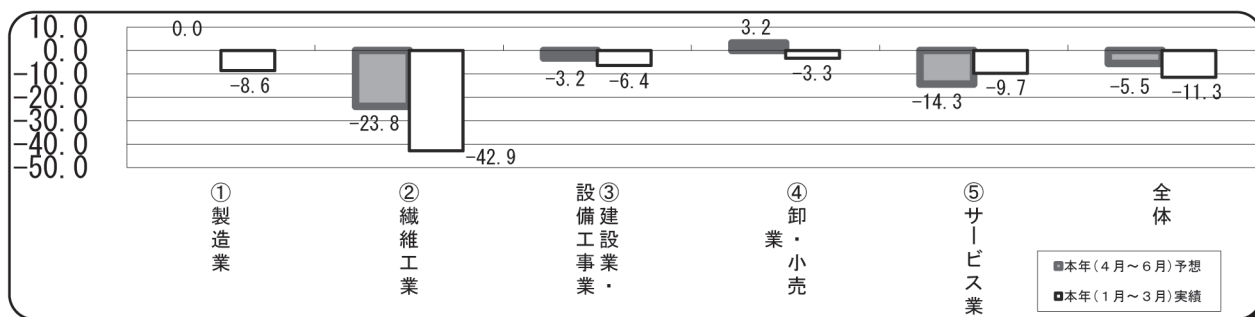 10.0
0.0
-10.0
-20.0
-30.0
-40.0
-50.0
0.0
-8.6
-23.8
-42.9
-3.2
-6.4
3.2
-3.3
-14.3
-9.7
-5.5
-11.3
①製造業
②繊維工業
③建設業・
設備工事業
④卸・小売
業
⑤サービス業
全体
本年(4月～6月)予想
本年(1月～3月)実績